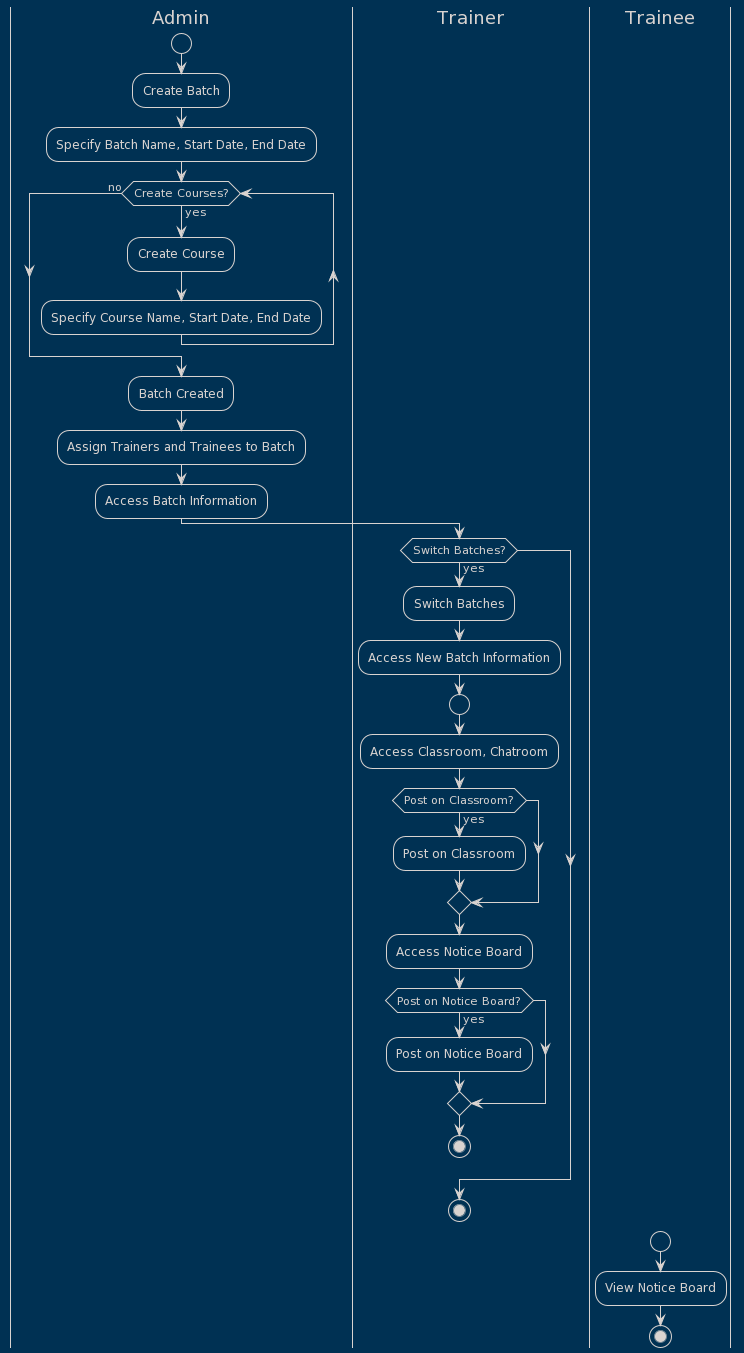 Admin
Trainer
Trainee
Create Batch
Specify Batch Name, Start Date, End Date
no
Create Courses?
yes
Create Course
Specify Course Name, Start Date, End Date
Batch Created
Assign Trainers and Trainees to Batch
Access Batch Information
Switch Batches?
yes
Switch Batches
Access New Batch Information
Access Classroom, Chatroom
Post on Classroom?
yes
Post on Classroom
Access Notice Board
Post on Notice Board?
yes
Post on Notice Board
View Notice Board